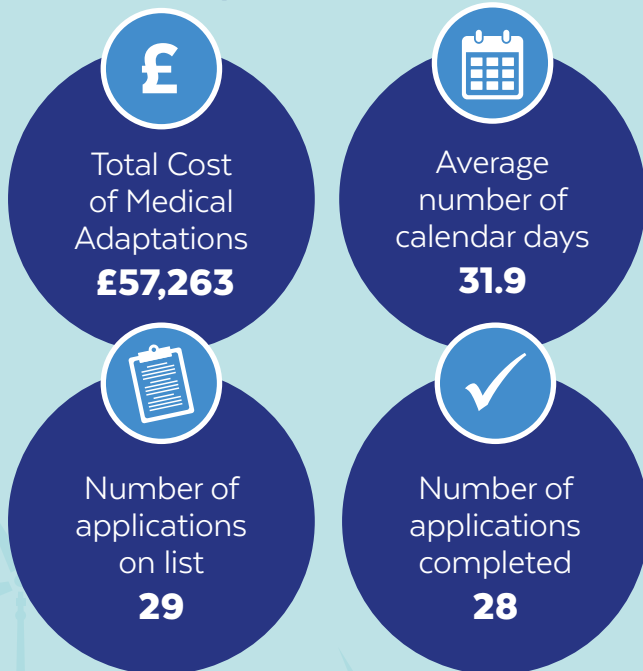 £
Total Cost
of Medical
Adaptations
£57,263
Average
number of
calendar days
31.9
Number of
applications
on list
29
Number of
applications
completed
28